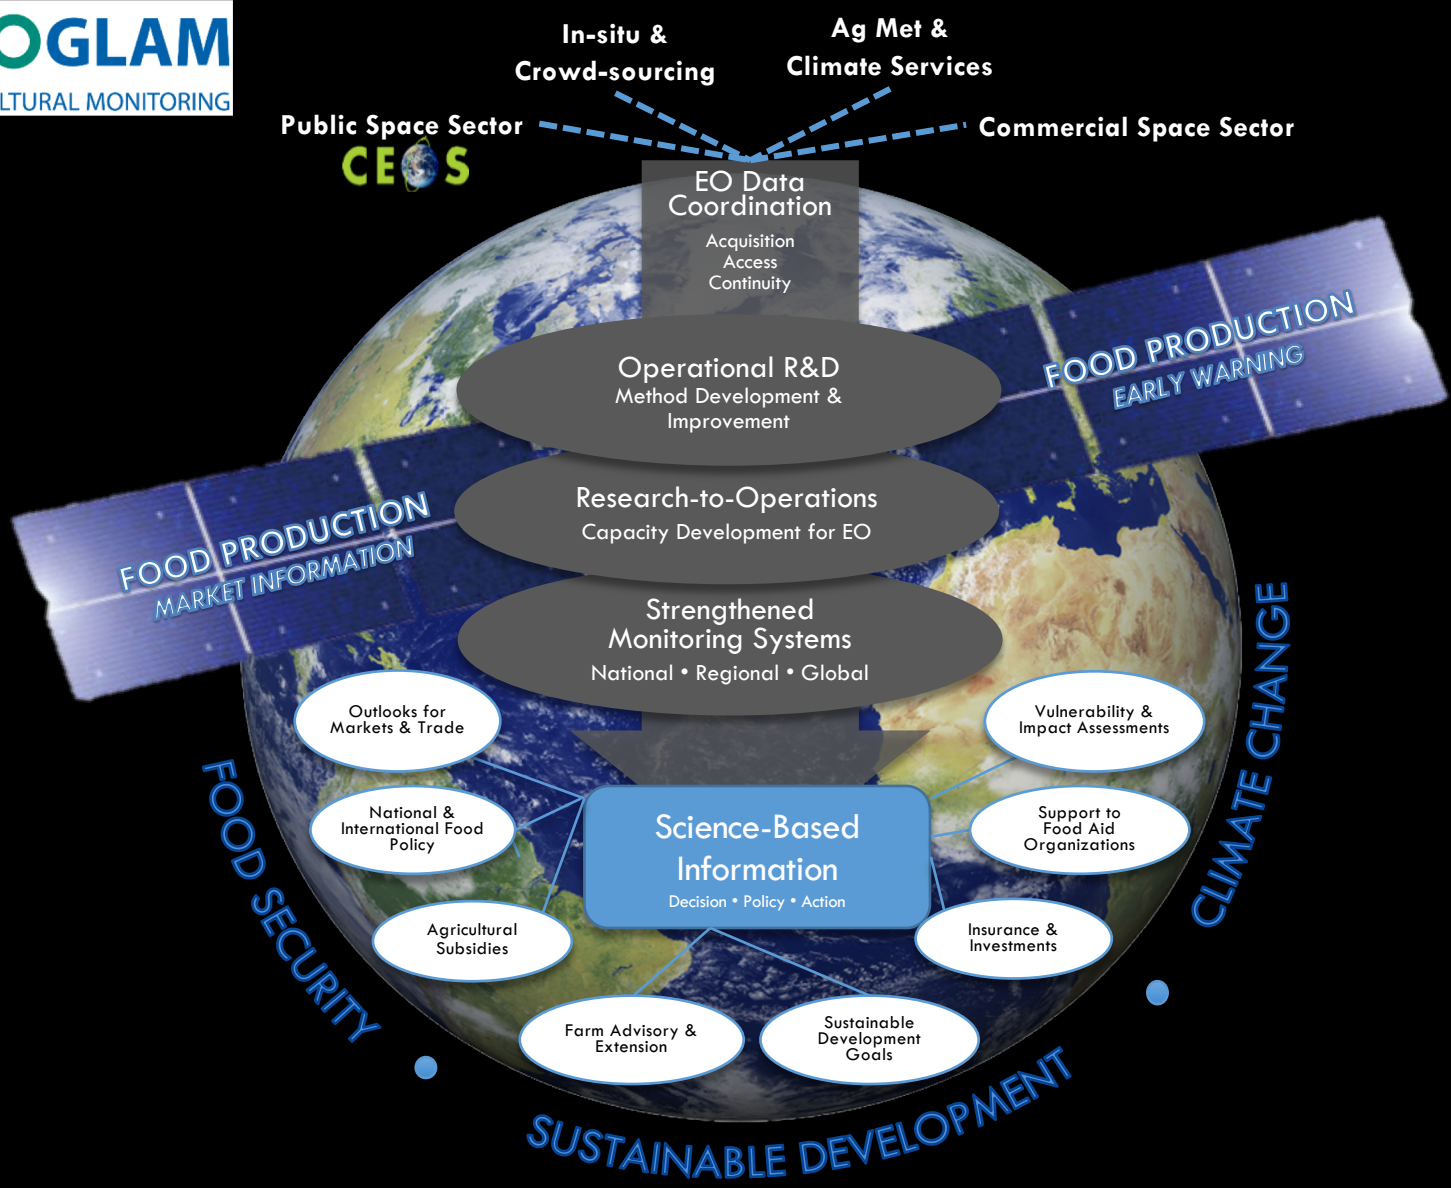 OGLAM
LTURAL MONITORING
In-situ &
Crowd-sourcing
Ag Met &
Climate Services
Public Space Sector
CEOS
Commercial Space Sector
EO Data
Coordination
Acquisition
Access
Continuity
Operational R&D
Method Development &
Improvement
Research-to-Operations
Capacity Development for EO
Strengthened
Monitoring Systems
National • Regional • Global
FOOD PRODUCTION
EARLY WARNING
FOOD PRODUCTION
MARKET INFORMATION
Outlooks for
Markets & Trade
National &
International Food
Policy
Agricultural
Subsidies
Farm Advisory &
Extension
Sustainable
Development
Goals
Insurance &
Investments
Support to
Food Aid
Organizations
Vulnerability &
Impact Assessments
Science-Based
Information
Decision • Policy • Action
FOOD SECURITY
SUSTAINABLE DEVELOPMENT
CLIMATE CHANGE